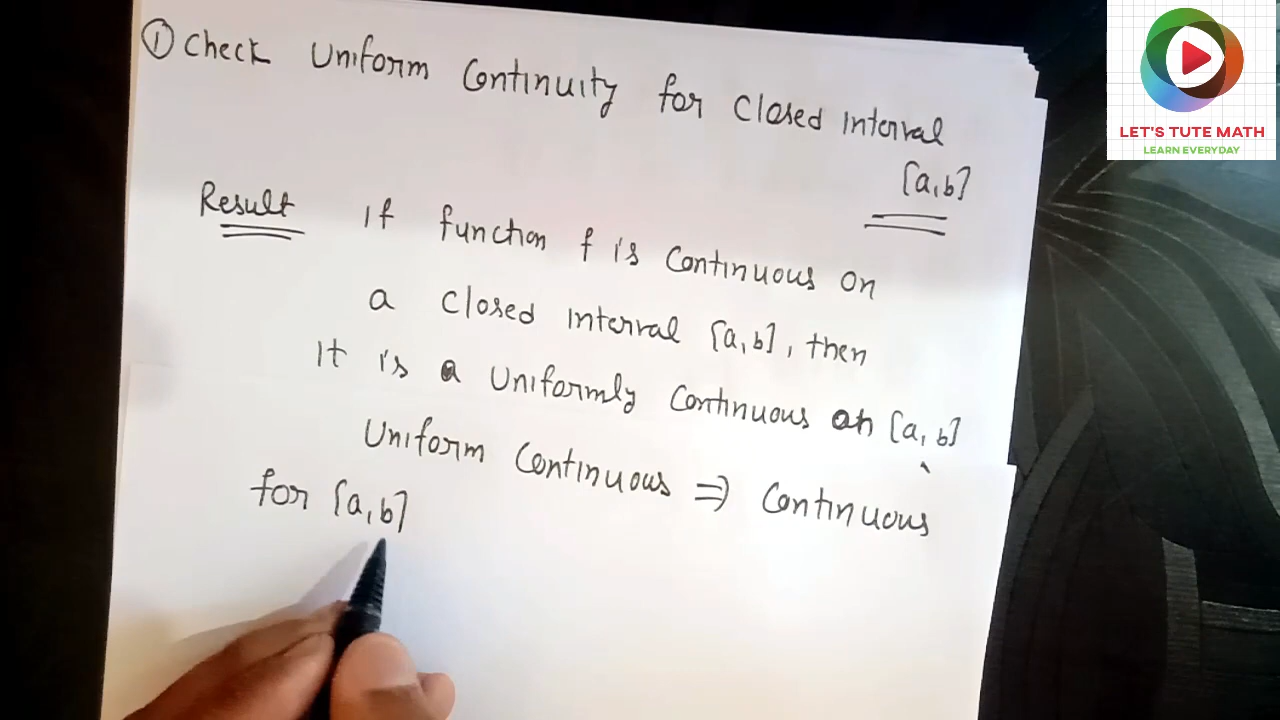 ① Check Uniform Continuity for Closed interval
[a,b]
Result If function f is Continuous on
a closed interval [a,b], then
It is a Uniformly Continuous on [a,b]
Uniform Continuous ⇒ Continuous
for [a,b]
LET'S TUTE MATH
LEARN EVERYDAY